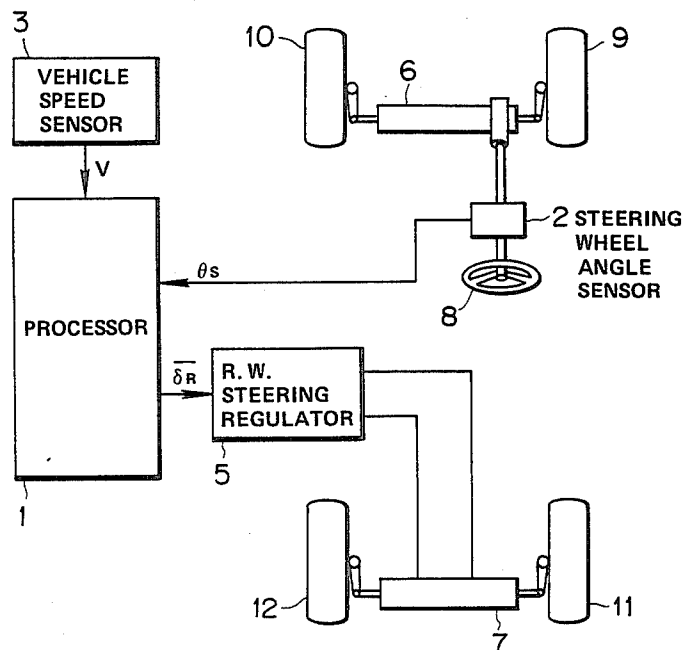 3
VEHICLE
SPEED
SENSOR
V
10
9
6
2 STEERING
WHEEL
ANGLE
SENSOR
8
θS
PROCESSOR
δR
R. W.
STEERING
REGULATOR
5
1
12
11
7